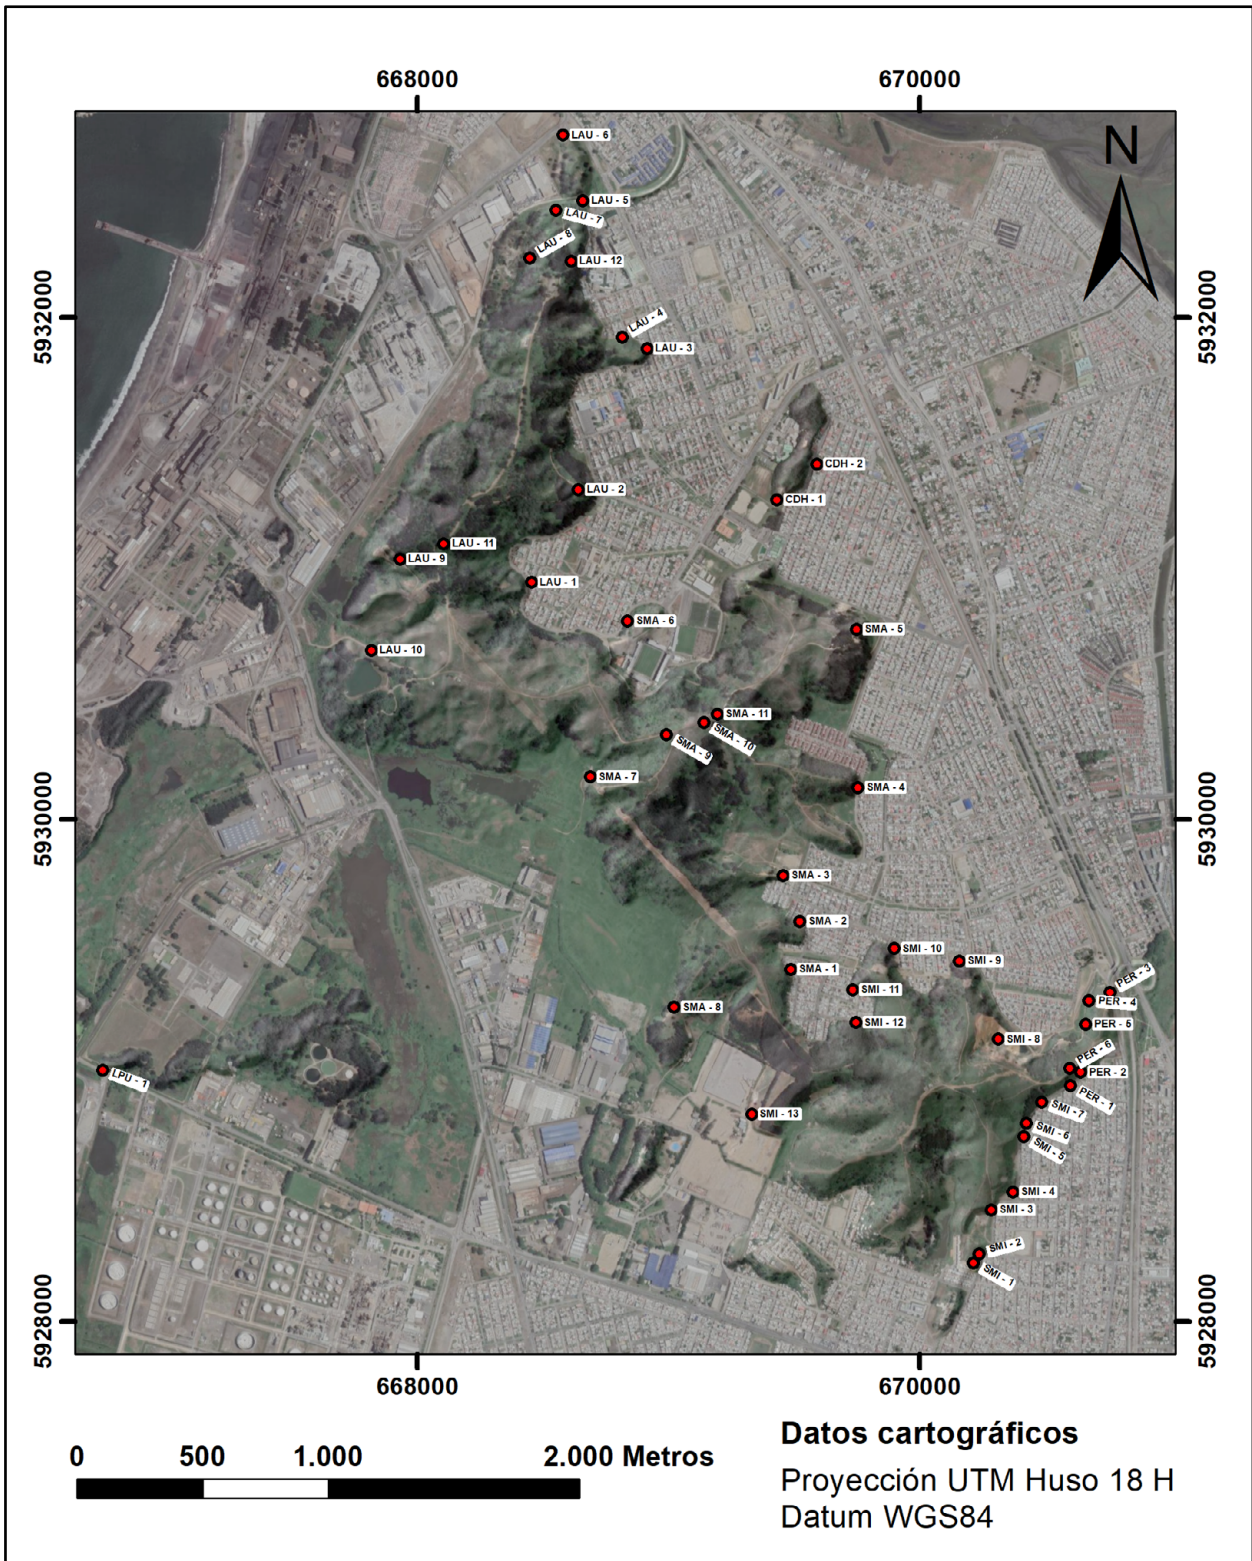 668000
670000
N
LAU - 6
LAU - 5
LAU - 7
LAU - 8
LAU - 12
5932000
5932000
LAU - 4
LAU - 3
CDH - 2
LAU - 2
CDH - 1
LAU - 11
LAU - 9
LAU - 1
SMA - 6
SMA - 5
LAU - 10
SMA - 11
SMA - 10
SMA - 9
SMA - 7
SMA - 4
5930000
5930000
SMA - 3
SMA - 2
SMI - 10
SMI - 9
SMA - 1
SMI - 11
PER - 3
PER - 4
SMA - 8
SMI - 12
PER - 5
SMI - 8
PER - 6
LPU - 1
PER - 2
PER - 1
SMI - 7
SMI - 13
SMI - 6
SMI - 5
SMI - 4
SMI - 3
SMI - 2
SMI - 1
5928000
5928000
668000
670000
0 500 1.000 2.000 Metros
Datos cartográficos
Proyección UTM Huso 18 H
Datum WGS84